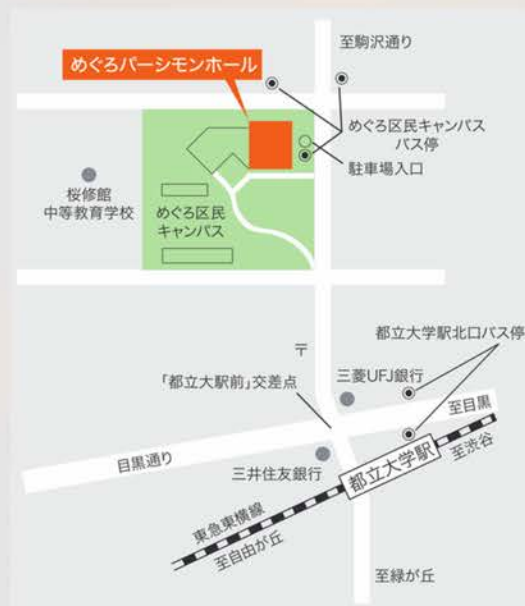 至駒沢通り
めぐろパーシモンホール
めぐろ区民キャンパス
バス停
駐車場入口
桜修館
中等教育学校
めぐろ区民
キャンパス
都立大学駅北口バス停
〒
三菱UFJ銀行
「都立大駅前」交差点
至目黒
目黒通り
三井住友銀行
都立大学駅
至渋谷
東急東横線
至自由が丘
至緑が丘